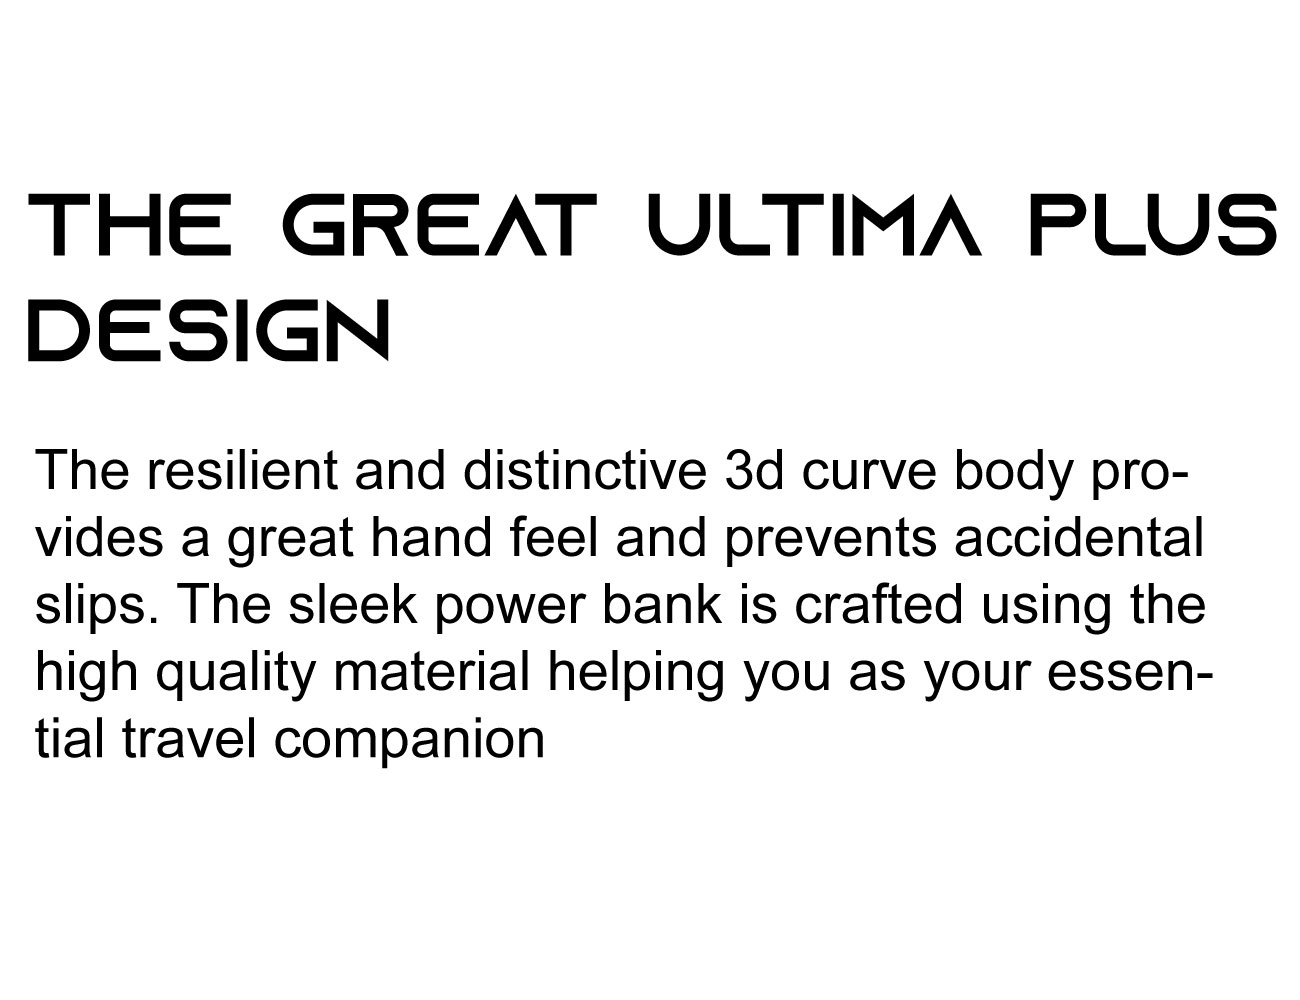 THE GREAT ULTIMA PLUS
DESIGN
The resilient and distinctive 3d curve body pro-
vides a great hand feel and prevents accidental
slips. The sleek power bank is crafted using the
high quality material helping you as your essen-
tial travel companion